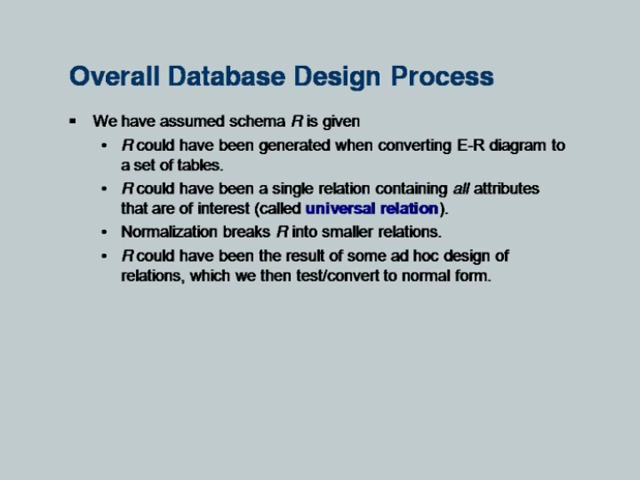 Overall Database Design Process
▪ We have assumed schema R is given
• R could have been generated when converting E-R diagram to
a set of tables.
• R could have been a single relation containing all attributes
that are of interest (called universal relation).
• Normalization breaks R into smaller relations.
• R could have been the result of some ad hoc design of
relations, which we then test/convert to normal form.